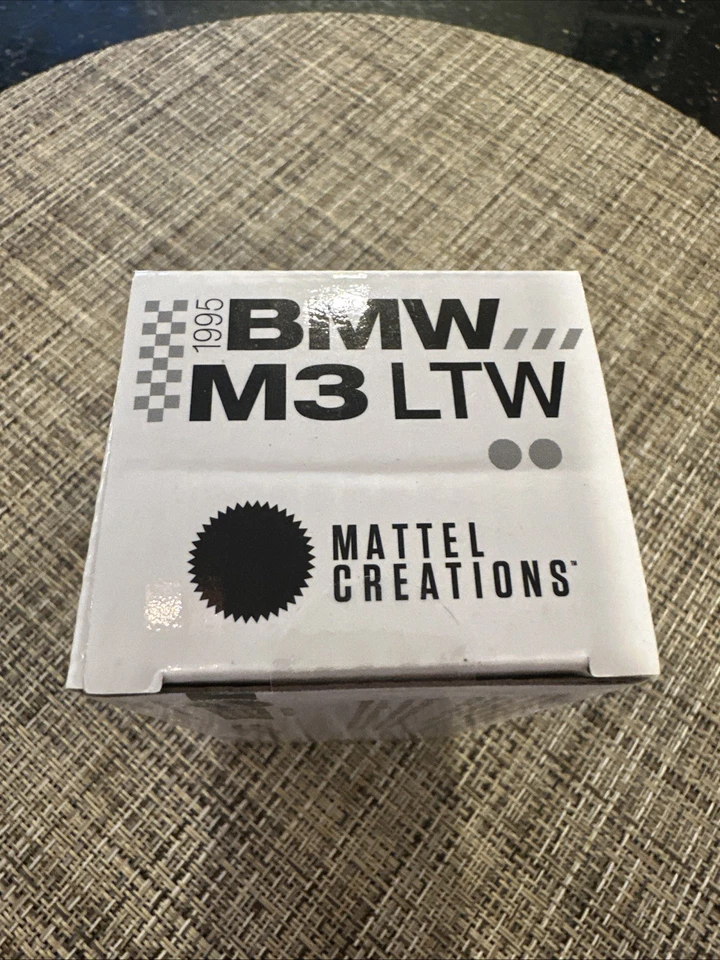 1995
BMW
M3 LTW
MATTEL
CREATIONS™